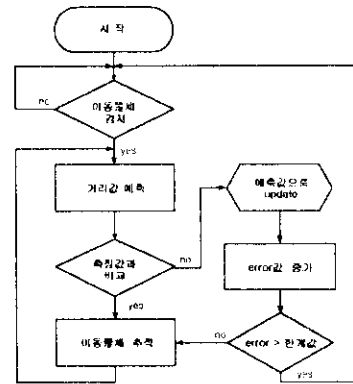 시 작
no
이동물체
감지
yes
거리값 예측
예측값으로
update
측정값과
비교
no
error값 증가
yes
이동물체 추적
no
error > 한계값
yes